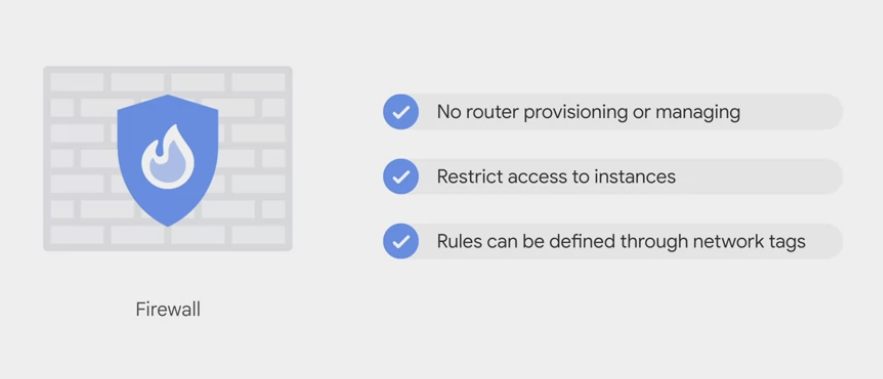 No router provisioning or managing
Restrict access to instances
Rules can be defined through network tags
Firewall